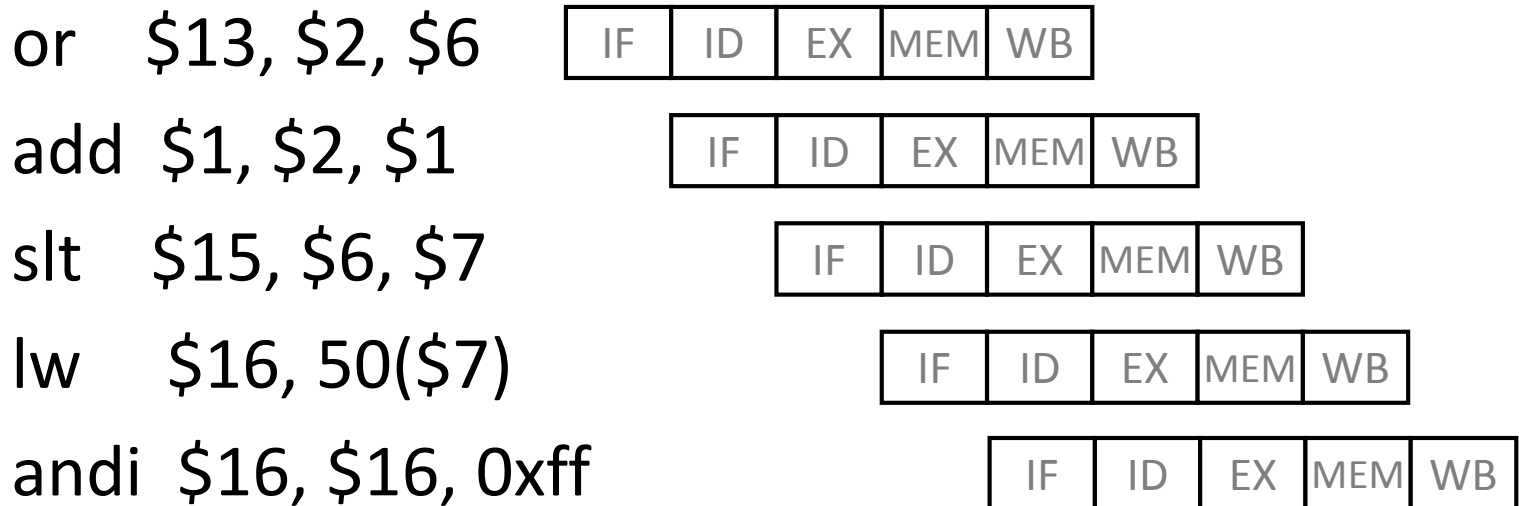 or $13, $2, $6 IF ID EX MEM WB
add $1, $2, $1 IF ID EX MEM WB
slt $15, $6, $7 IF ID EX MEM WB
lw $16, 50($7) IF ID EX MEM WB
andi $16, $16, 0xff IF ID EX MEM WB